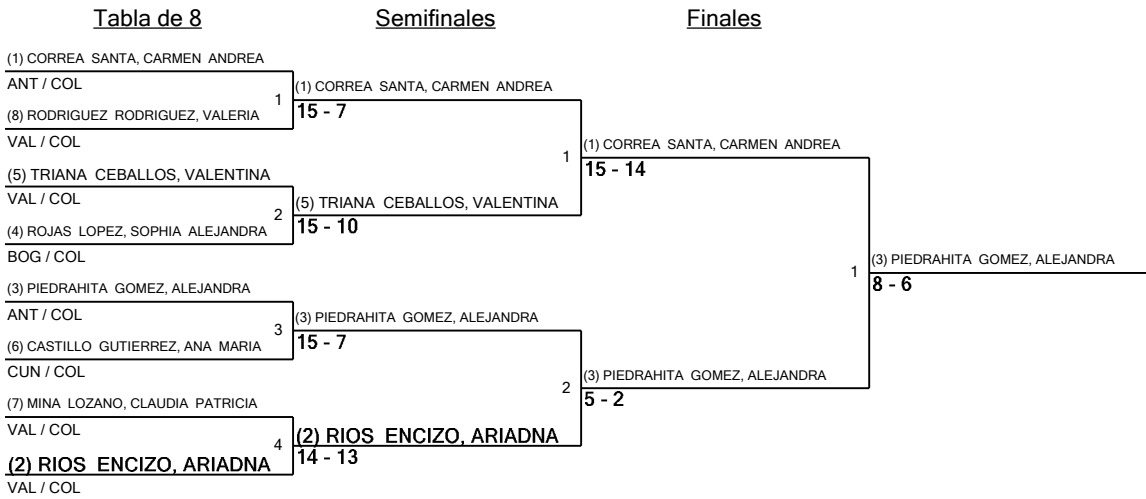 Tabla de 8
Semifinales
Finales
(1) CORREA SANTA, CARMEN ANDREA
ANT / COL
1
(8) RODRIGUEZ RODRIGUEZ, VALERIA
VAL / COL
(5) TRIANA CEBALLOS, VALENTINA
VAL / COL
2
(4) ROJAS LOPEZ, SOPHIA ALEJANDRA
BOG / COL
(3) PIEDRAHITA GOMEZ, ALEJANDRA
ANT / COL
3
(6) CASTILLO GUTIERREZ, ANA MARIA
CUN / COL
(7) MINA LOZANO, CLAUDIA PATRICIA
VAL / COL
4
(2) RIOS ENCIZO, ARIADNA
VAL / COL
(1) CORREA SANTA, CARMEN ANDREA
15 - 7
1
(5) TRIANA CEBALLOS, VALENTINA
15 - 10
(3) PIEDRAHITA GOMEZ, ALEJANDRA
15 - 7
2
(2) RIOS ENCIZO, ARIADNA
14 - 13
(1) CORREA SANTA, CARMEN ANDREA
15 - 14
1
(3) PIEDRAHITA GOMEZ, ALEJANDRA
5 - 2
(3) PIEDRAHITA GOMEZ, ALEJANDRA
8 - 6